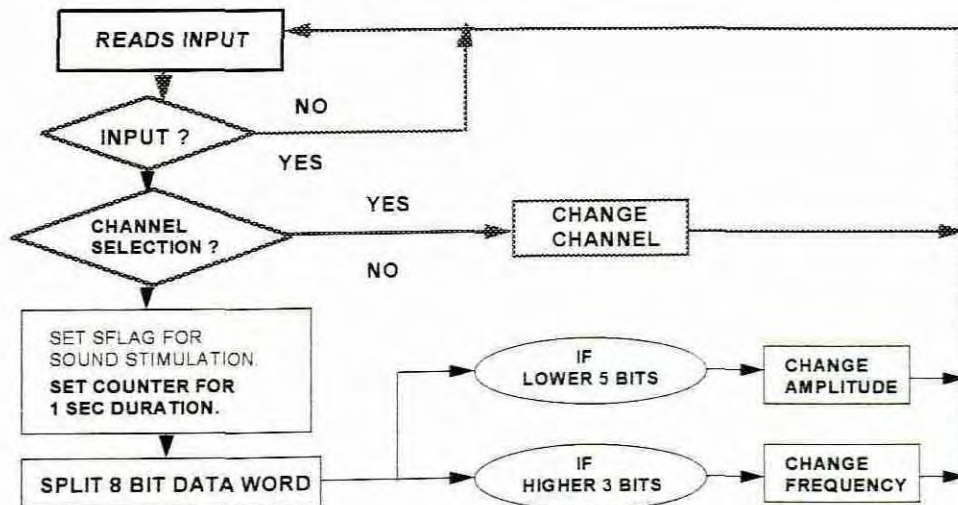 READS INPUT
NO
INPUT ?
YES
CHANNEL
SELECTION ?
YES
NO
CHANGE
CHANNEL
SET SFLAG FOR
SOUND STIMULATION.
SET COUNTER FOR
1 SEC DURATION.
IF
LOWER 5 BITS
CHANGE
AMPLITUDE
SPLIT 8 BIT DATA WORD
IF
HIGHER 3 BITS
CHANGE
FREQUENCY